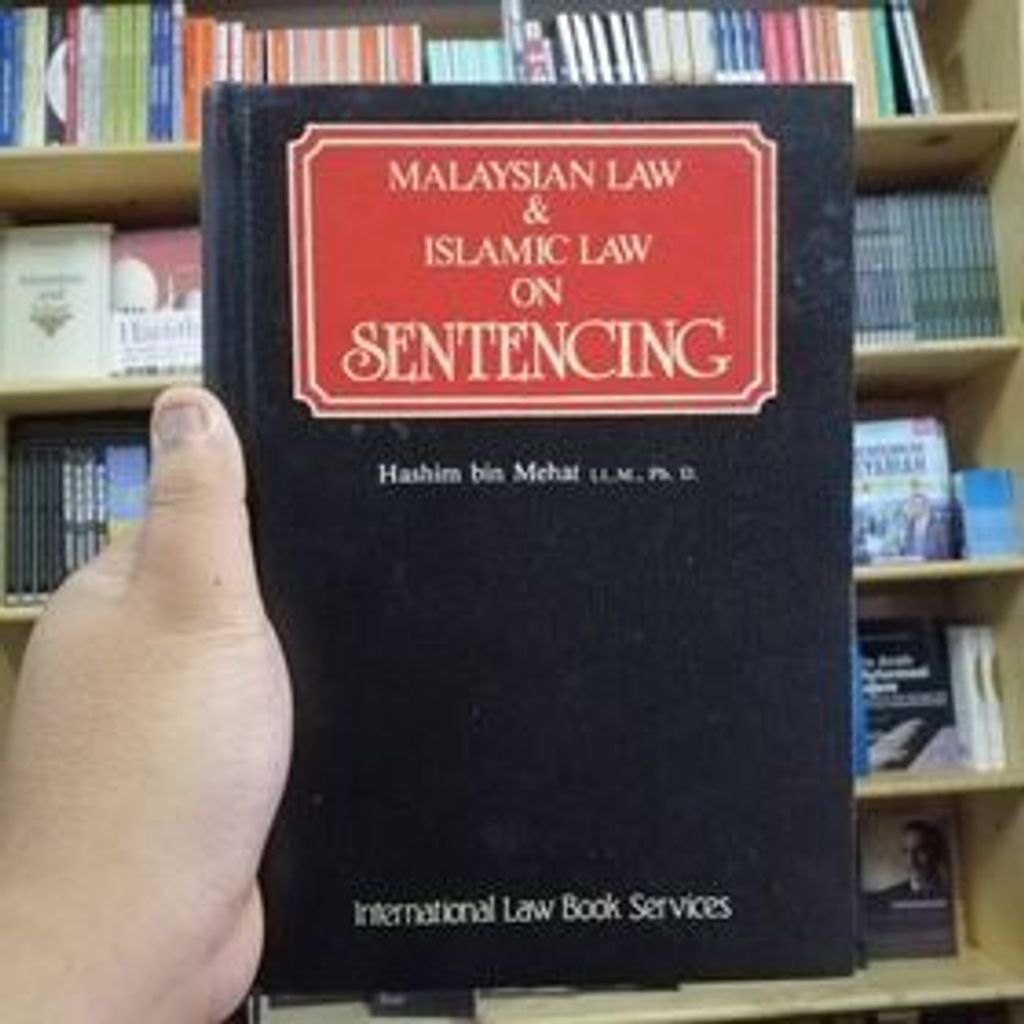 MALAYSIAN LAW
&
ISLAMIC LAW
ON
SENTENCING
Hashim bin Mehat LL.M., Ph. D.
International Law Book Services